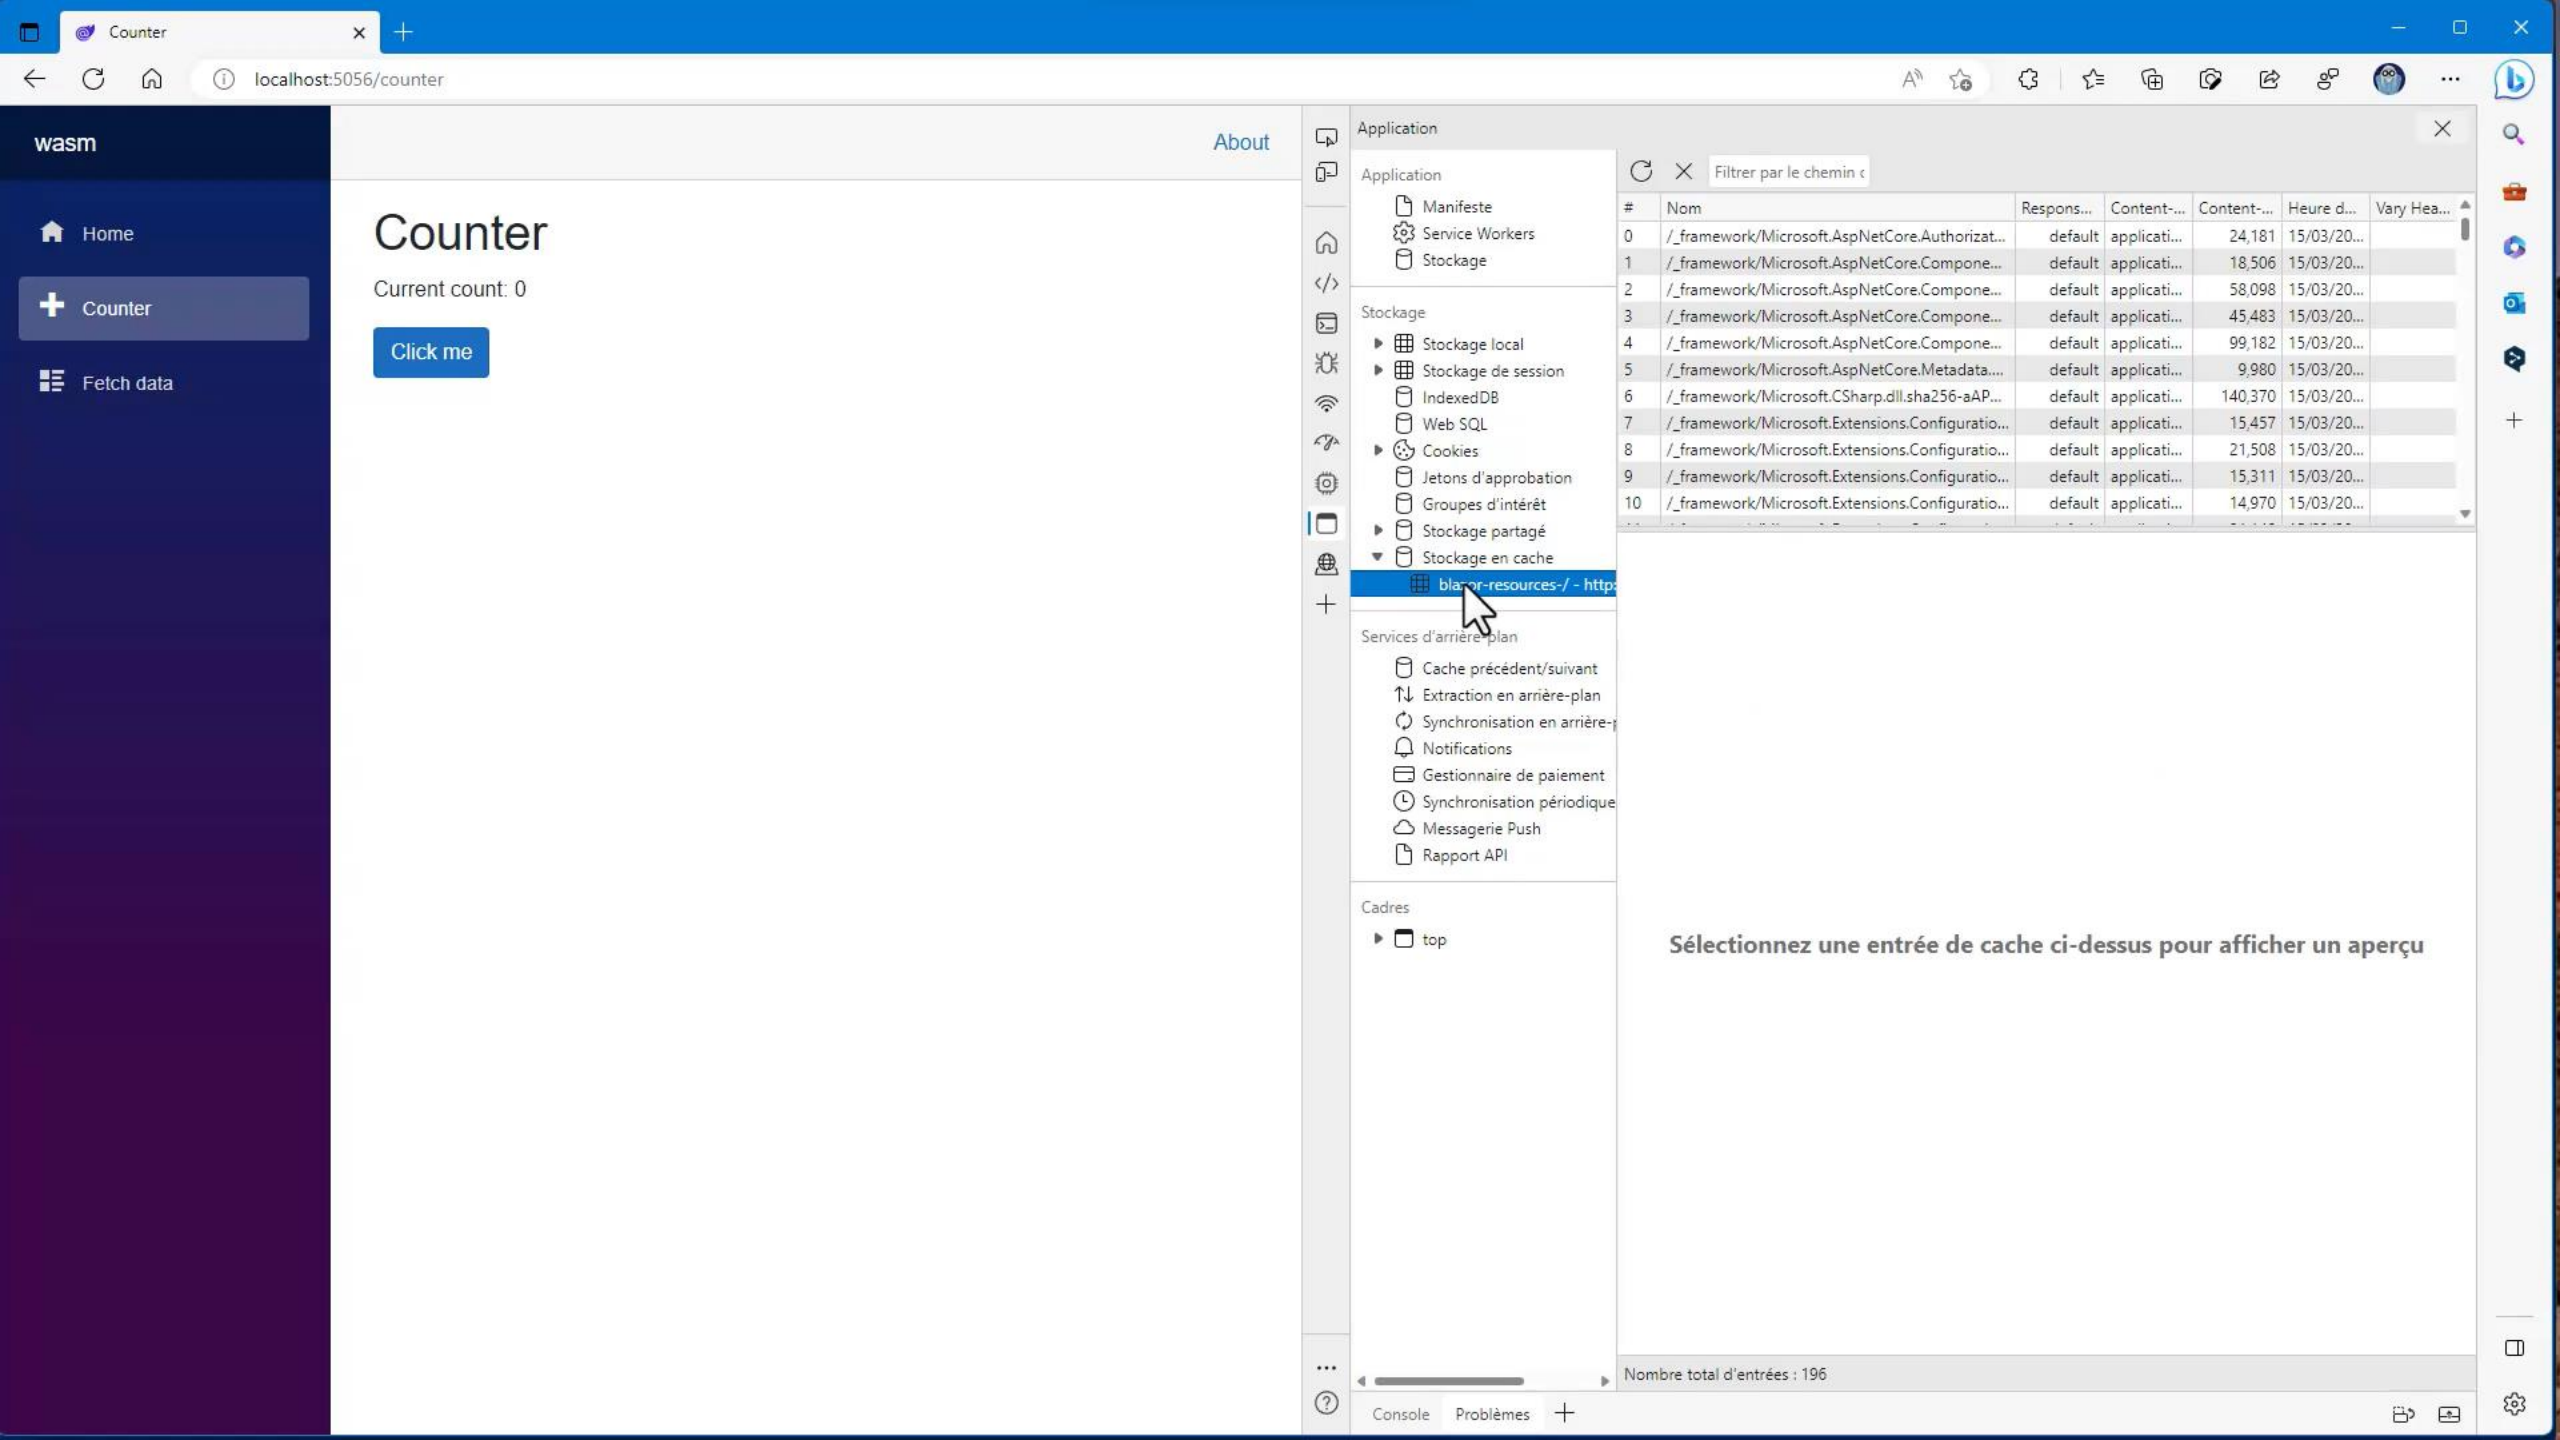 Counter
localhost:5056/counter
wasm
Home
Counter
Fetch data
About
Counter
Current count: 0
Click me
Application
Application
Manifeste
Service Workers
Stockage
Stockage
Stockage local
Stockage de session
IndexedDB
Web SQL
Cookies
Jetons d'approbation
Groupes d'intérêt
Stockage partagé
Stockage en cache
blazor-resources-/ - http:
Services d'arrière-plan
Cache précédent/suivant
Extraction en arrière-plan
Synchronisation en arrière-p
Notifications
Gestionnaire de paiement
Synchronisation périodique
Messagerie Push
Rapport API
Cadres
top
Filtrer par le chemin c
# Nom Respons... Content-... Content-... Heure d... Vary Hea...
0 /_framework/Microsoft.AspNetCore.Authorizat... default applicati... 24,181 15/03/20...
1 /_framework/Microsoft.AspNetCore.Compone... default applicati... 18,506 15/03/20...
2 /_framework/Microsoft.AspNetCore.Compone... default applicati... 58,098 15/03/20...
3 /_framework/Microsoft.AspNetCore.Compone... default applicati... 45,483 15/03/20...
4 /_framework/Microsoft.AspNetCore.Compone... default applicati... 99,182 15/03/20...
5 /_framework/Microsoft.AspNetCore.Metadata.... default applicati... 9,980 15/03/20...
6 /_framework/Microsoft.CSharp.dll.sha256-aAP... default applicati... 140,370 15/03/20...
7 /_framework/Microsoft.Extensions.Configuratio... default applicati... 15,457 15/03/20...
8 /_framework/Microsoft.Extensions.Configuratio... default applicati... 21,508 15/03/20...
9 /_framework/Microsoft.Extensions.Configuratio... default applicati... 15,311 15/03/20...
10 /_framework/Microsoft.Extensions.Configuratio... default applicati... 14,970 15/03/20...
Sélectionnez une entrée de cache ci-dessus pour afficher un aperçu
Nombre total d'entrées : 196
Console Problèmes